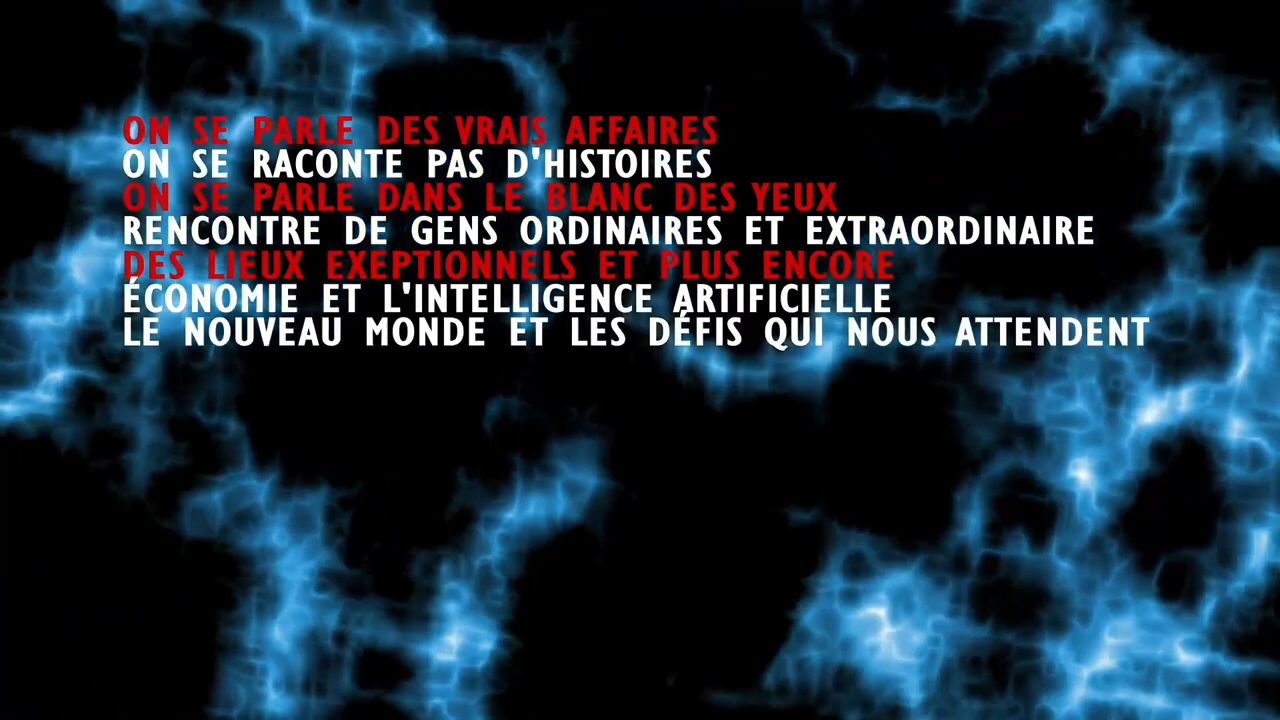 ON SE PARLE DES VRAIS AFFAIRES
ON SE RACONTE PAS D'HISTOIRES
ON SE PARLE DANS LE BLANC DES YEUX
RENCONTRE DE GENS ORDINAIRES ET EXTRAORDINAIRE
DES LIEUX EXEPTIONNELS ET PLUS ENCORE
ÉCONOMIE ET L'INTELLIGENCE ARTIFICIELLE
LE NOUVEAU MONDE ET LES DÉFIS QUI NOUS ATTENDENT